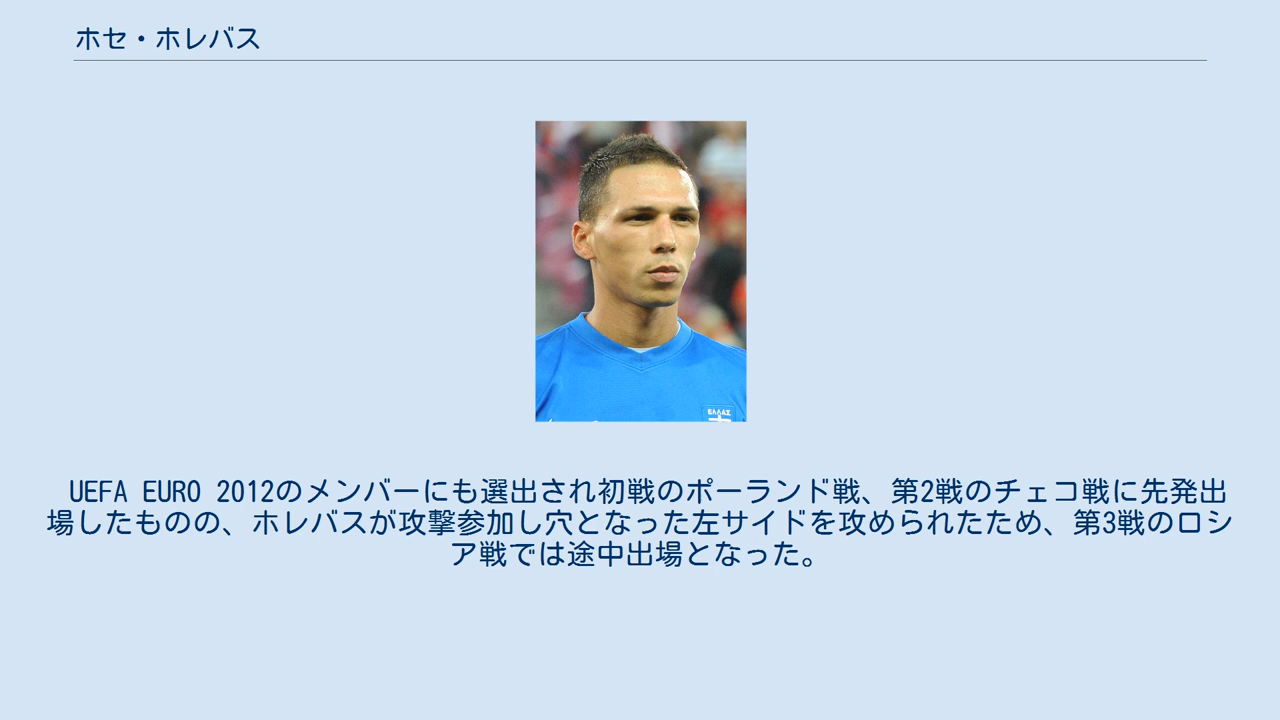 ホセ・ホレバス
ΕΛΛΑΣ
UEFA EURO 2012のメンバーにも選出され初戦のポーランド戦、第2戦のチェコ戦に先発出
場したものの、ホレバスが攻撃参加し穴となった左サイドを攻められたため、第3戦のロシ
ア戦では途中出場となった。